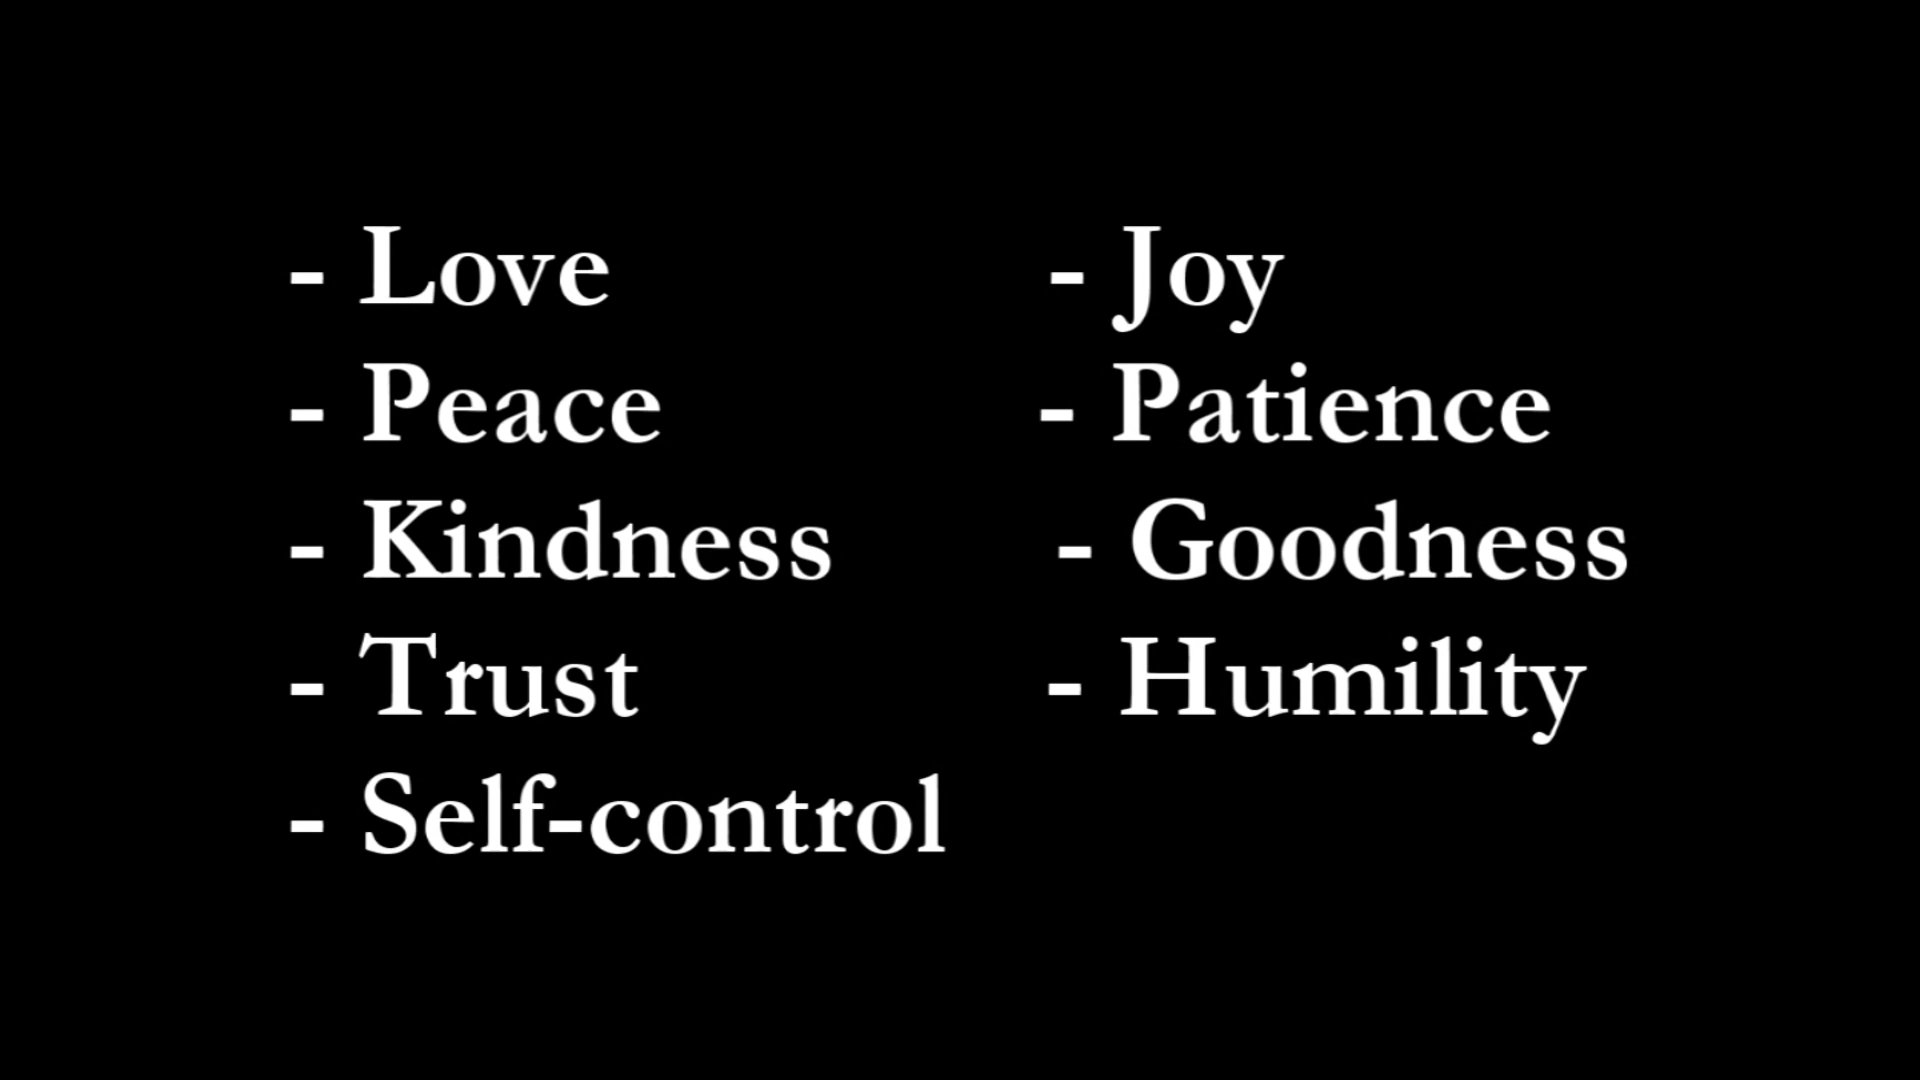 - Love - Joy
- Peace - Patience
- Kindness - Goodness
- Trust - Humility
- Self-control